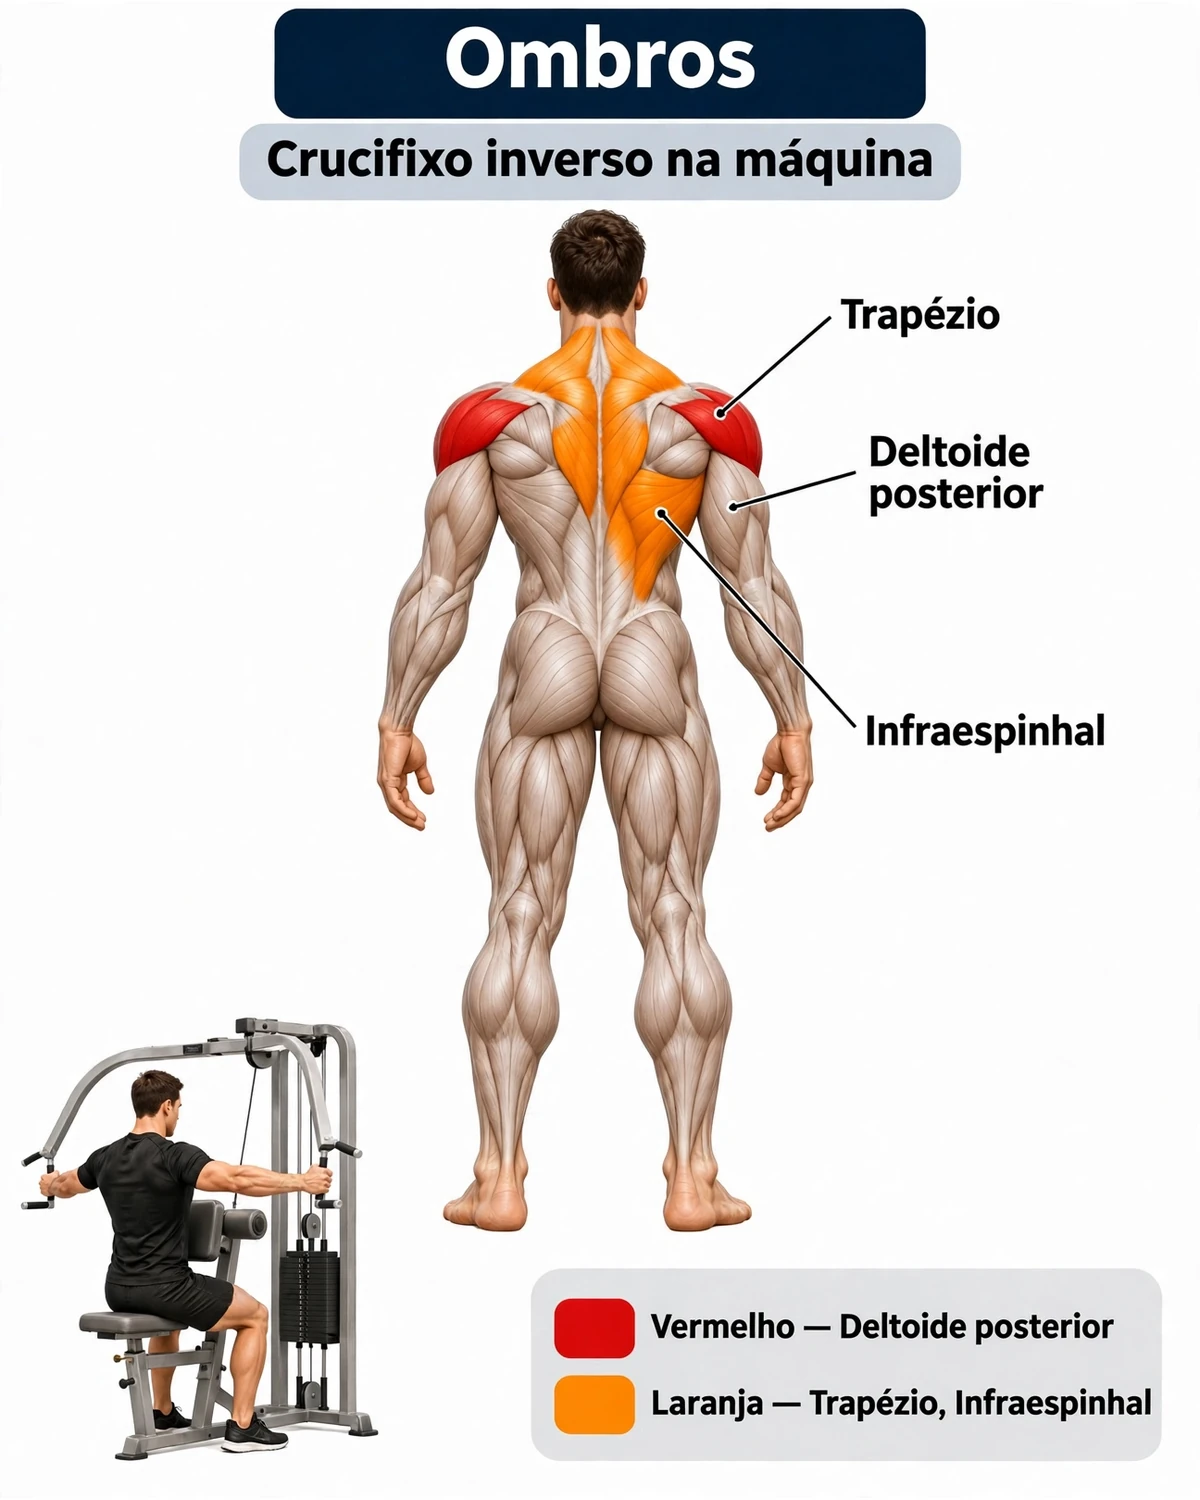 Ombros
Crucifixo inverso na máquina
Trapézio
Deltoide
posterior
Infraespinhal
Vermelho — Deltoide posterior
Laranja — Trapézio, Infraespinhal